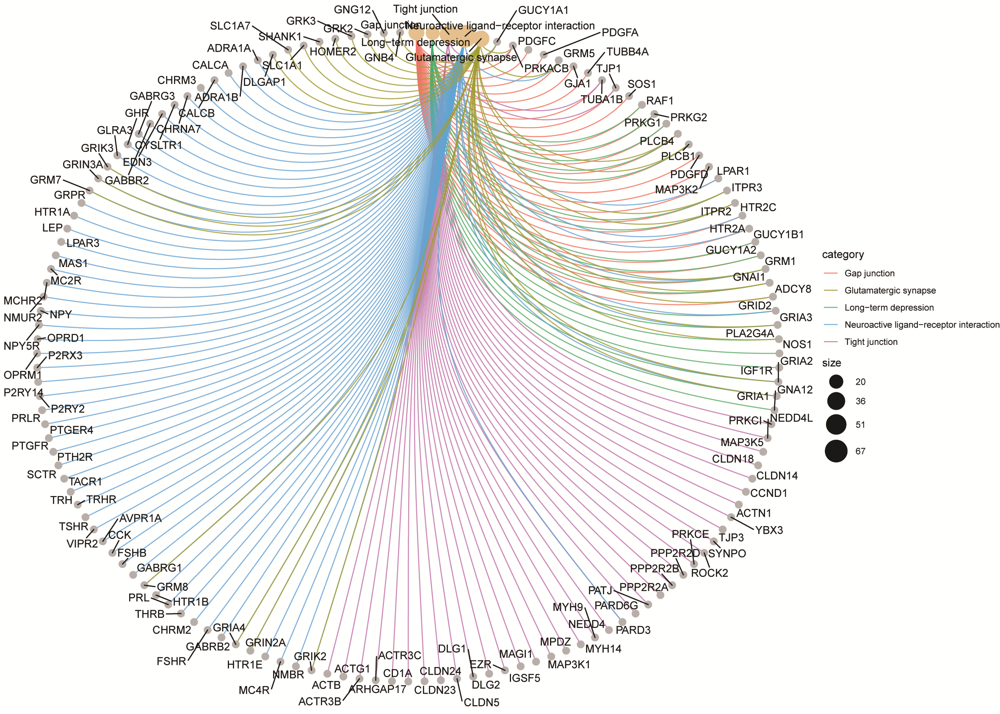 GNG12
Tight junction
GUCY1A1
GRK3
SLC1A7
GRK2
Gap junction
Neuroactive ligand−receptor interaction
PDGFA
SHANK1
Long−term depression
PDGFC
ADRA1A
HOMER2
GNB4
Glutamatergic synapse
GRM5
TUBB4A
CALCA
SLC1A1
PRKACB
TJP1
CHRM3
DLGAP1
GJA1
SOS1
GABRG3
ADRA1B
TUBA1B
RAF1
GHR
CALCB
PRKG1
PRKG2
GLRA3
CHRNA7
PLCB4
GRIK3
CYSLTR1
PLCB1
GRIN3A
EDN3
PDGFD
LPAR1
GRM7
GABBR2
MAP3K2
ITPR3
GRPR
ITPR2
HTR2C
HTR1A
HTR2A
LEP
GUCY1B1
LPAR3
GUCY1A2
category
MAS1
GRM1
Gap junction
MC2R
GNAI1
ADCY8
Glutamatergic synapse
MCHR2
GRID2
Long−term depression
NMUR2
NPY
GRIA3
Neuroactive ligand−receptor interaction
OPRD1
PLA2G4A
Tight junction
NPY5R
NOS1
P2RX3
GRIA2
size
OPRM1
IGF1R
20
P2RY14
GRIA1
GNA12
36
P2RY2
PRLR
PRKCI
NEDD4L
51
PTGER4
MAP3K5
PTGFR
67
PTH2R
CLDN18
SCTR
CLDN14
TACR1
CCND1
TRH
TRHR
ACTN1
TSHR
AVPR1A
YBX3
VIPR2
CCK
PRKCE
TJP3
FSHB
PPP2R2D
SYNPO
GABRG1
PPP2R2B
ROCK2
GRM8
PATJ
PPP2R2A
PRL
HTR1B
PARD6G
THRB
MYH9
CHRM2
GRIA4
NEDD4
PARD3
GABRB2
GRIN2A
DLG1
MPDZ
MYH14
FSHR
HTR1E
GRIK2
ACTR3C
MAGI1
MAP3K1
NMBR
ACTG1
CD1A
CLDN24
EZR
IGSF5
MC4R
ACTB
ARHGAP17
CLDN23
DLG2
ACTR3B
CLDN5